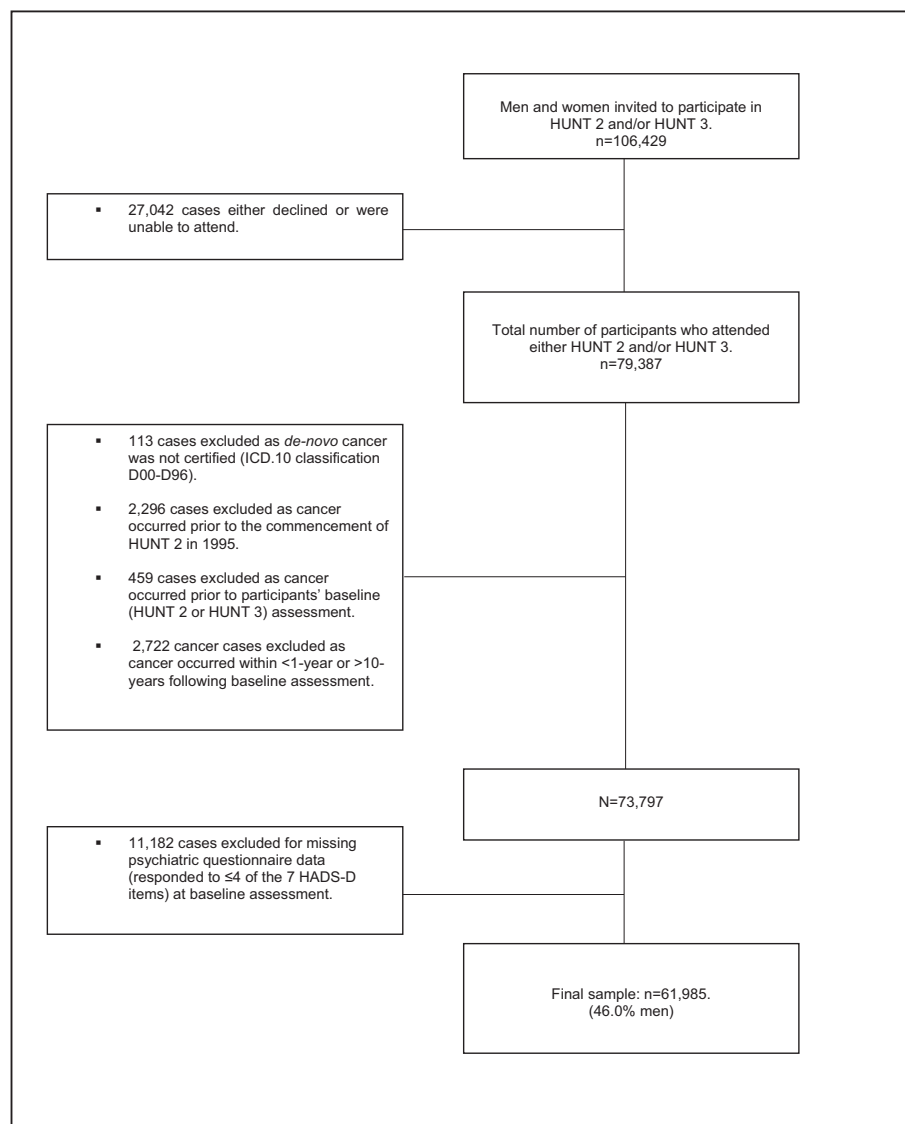 Men and women invited to participate in
HUNT 2 and/or HUNT 3.
n=106,429
▪ 27,042 cases either declined or were
unable to attend.
Total number of participants who attended
either HUNT 2 and/or HUNT 3.
n=79,387
▪ 113 cases excluded as de-novo cancer
was not certified (ICD.10 classification
D00-D96).
▪ 2,296 cases excluded as cancer
occurred prior to the commencement of
HUNT 2 in 1995.
▪ 459 cases excluded as cancer
occurred prior to participants’ baseline
(HUNT 2 or HUNT 3) assessment.
▪ 2,722 cancer cases excluded as
cancer occurred within <1-year or >10-
years following baseline assessment.
N=73,797
▪ 11,182 cases excluded for missing
psychiatric questionnaire data
(responded to ≤4 of the 7 HADS-D
items) at baseline assessment.
Final sample: n=61,985.
(46.0% men)